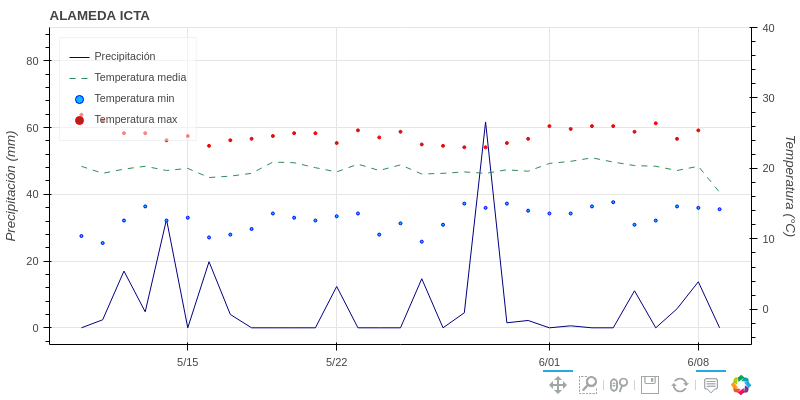 ALAMEDA ICTA
Precipitación
Temperatura media
Temperatura min
Temperatura max
Precipitación (mm)
80
60
40
20
0
Temperatura (°C)
40
30
20
10
0
5/15
5/22
6/01
6/08